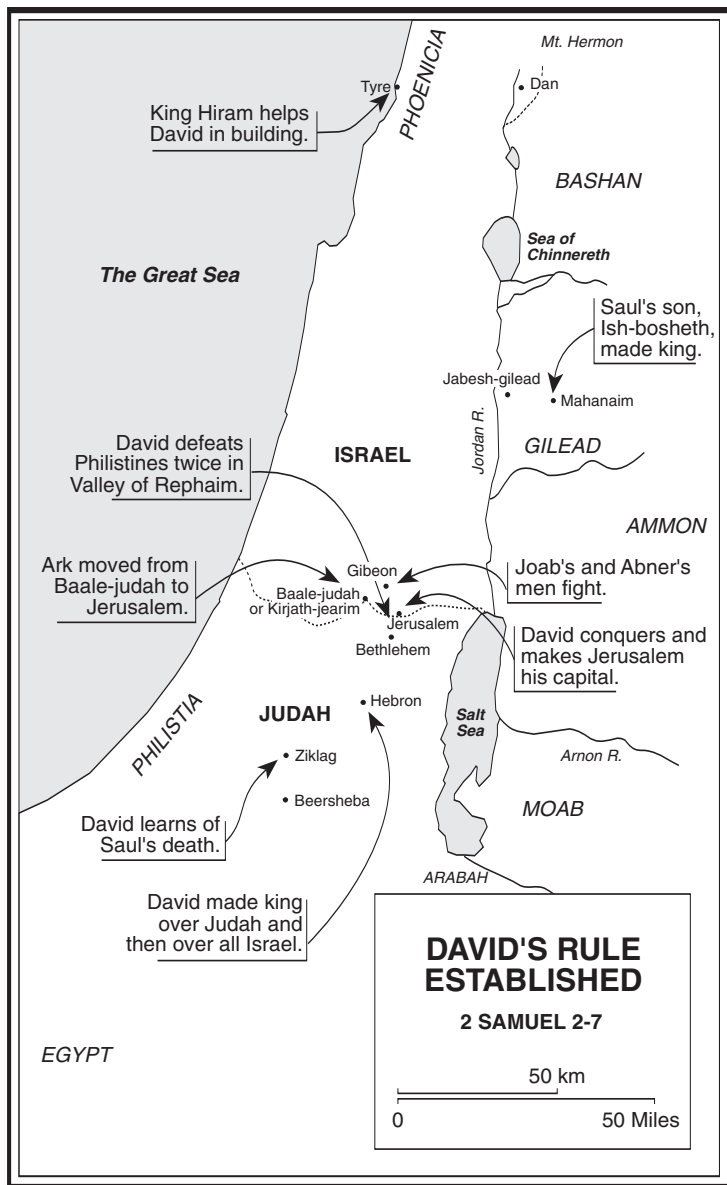 Mt. Hermon
PHOENICIA
Tyre
Dan
King Hiram helps
David in building.
BASHAN
Sea of
Chinnereth
The Great Sea
Saul's son,
Ish-bosheth,
made king.
Jabesh-gilead
Mahanaim
Jordan R.
David defeats
Philistines twice in
Valley of Rephaim.
ISRAEL
GILEAD
AMMON
Ark moved from
Baale-judah to
Jerusalem.
Gibeon
Joab's and Abner's
men fight.
Baale-judah
or Kirjath-jearim
Jerusalem
Bethlehem
David conquers and
makes Jerusalem
his capital.
PHILISTIA
JUDAH
Hebron
Salt
Sea
Ziklag
Arnon R.
Beersheba
MOAB
David learns of
Saul's death.
ARABAH
David made king
over Judah and
then over all Israel.
DAVID'S RULE
ESTABLISHED
2 SAMUEL 2-7
EGYPT
50 km
0
50 Miles